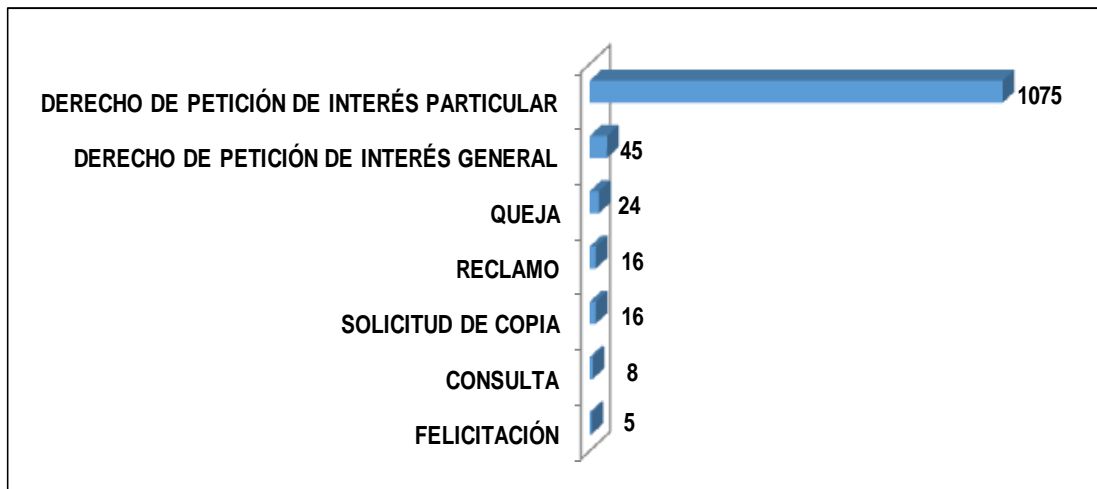 DERECHO DE PETICIÓN DE INTERÉS PARTICULAR 1075
DERECHO DE PETICIÓN DE INTERÉS GENERAL 45
QUEJA 24
RECLAMO 16
SOLICITUD DE COPIA 16
CONSULTA 8
FELICITACIÓN 5